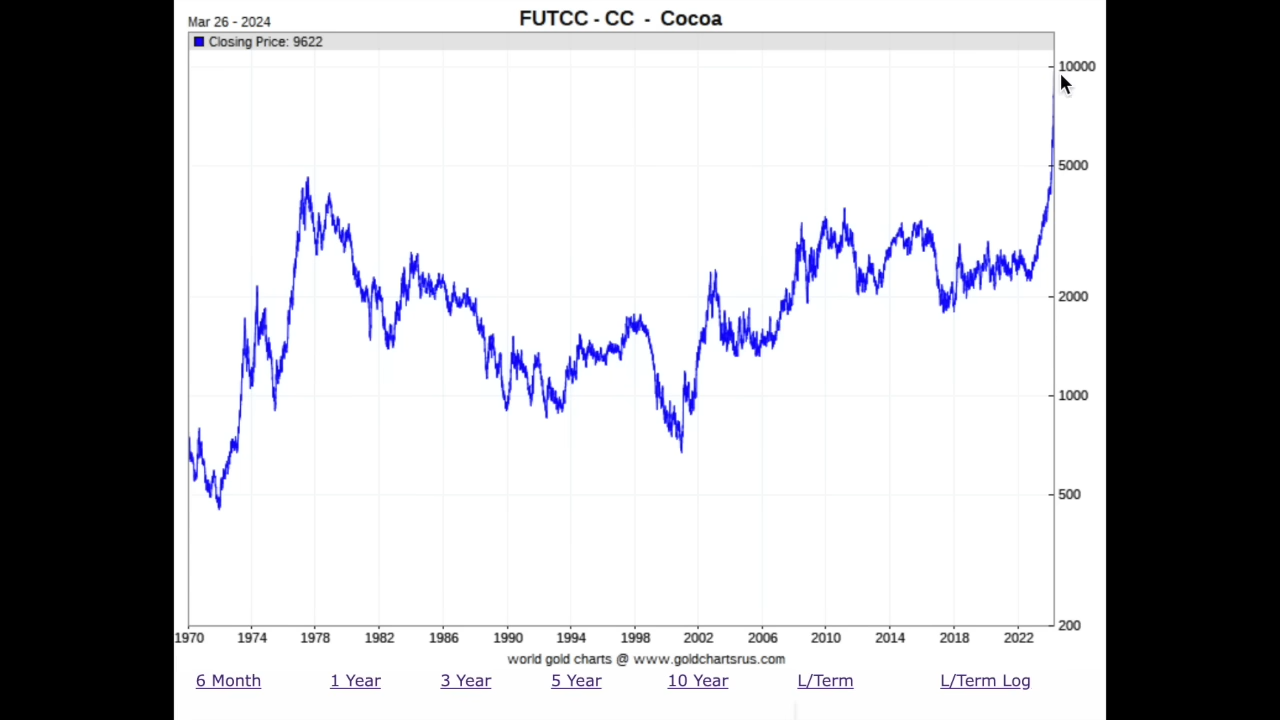 FUTCC - CC - Cocoa
Mar 26 - 2024
Closing Price: 9622
10000
5000
2000
1000
500
200
1970 1974 1978 1982 1986 1990 1994 1998 2002 2006 2010 2014 2018 2022
world gold charts @ www.goldchartsrus.com
6 Month 1 Year 3 Year 5 Year 10 Year L/Term L/Term Log